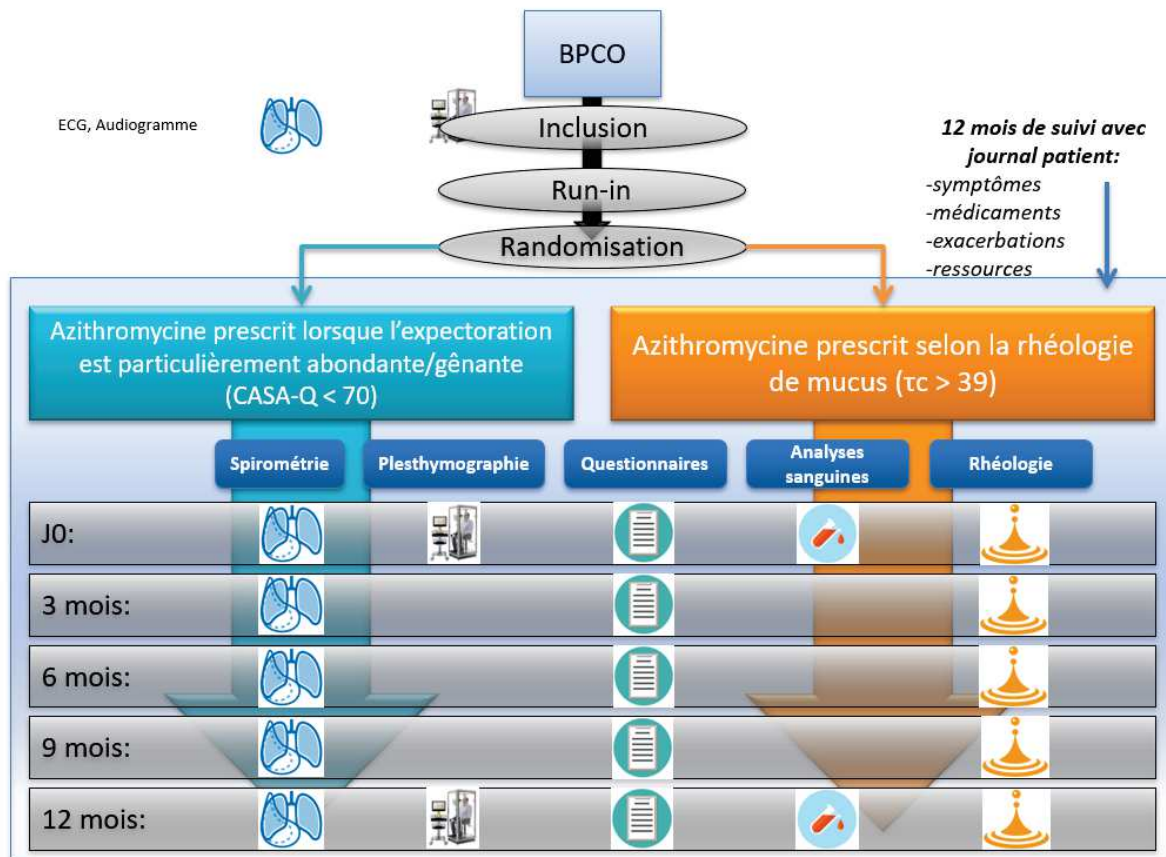 BPCO
ECG, Audiogramme
Inclusion
Run-in
Randomisation
12 mois de suivi avec
journal patient:
-symptômes
-médicaments
-exacerbations
-ressources
Azithromycine prescrit lorsque l'expectoration
est particulièrement abondante/gênante
(CASA-Q < 70)
Azithromycine prescrit selon la rhéologie
de mucus (τc > 39)
Spirométrie
Plesthymographie
Questionnaires
Analyses
sanguines
Rhéologie
J0:
3 mois:
6 mois:
9 mois:
12 mois: